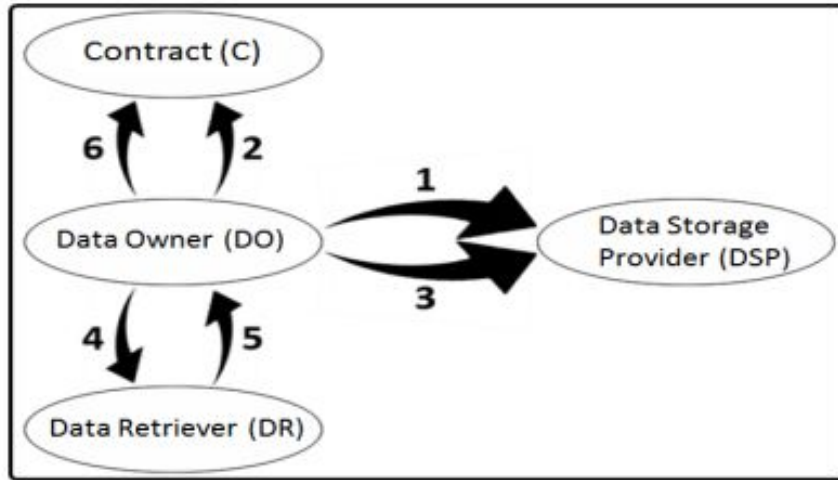 Contract (C)
6
2
1
Data Owner (DO)
Data Storage
Provider (DSP)
3
4
5
Data Retriever (DR)